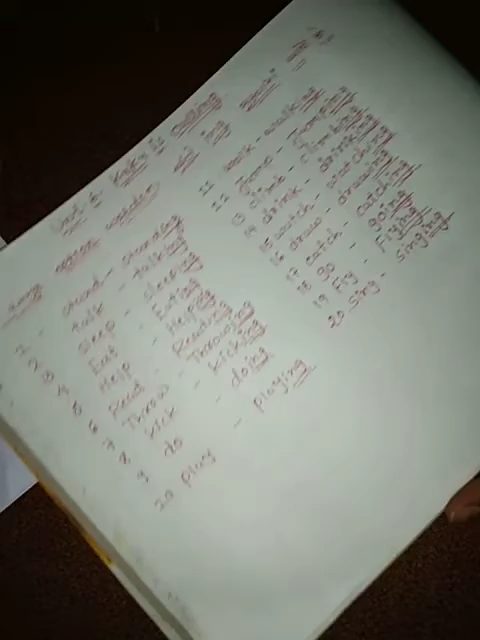 Unit 6
action words ing
1 - stand - standing
2 talk - talking
3 sleep - sleeping
4 Eat - Eating
5 Help - Helping
6 Read - Reading
7 Throw - Throwing
8 kick - kicking
9 do - doing
20 play - playing
11 walk - walking
12
13 climb - climbing
14 drink - drinking
15 watch - watching
16 draw - drawing
17 catch - catching
18 go - going
19 Fly - Flying
20 Sing - singing